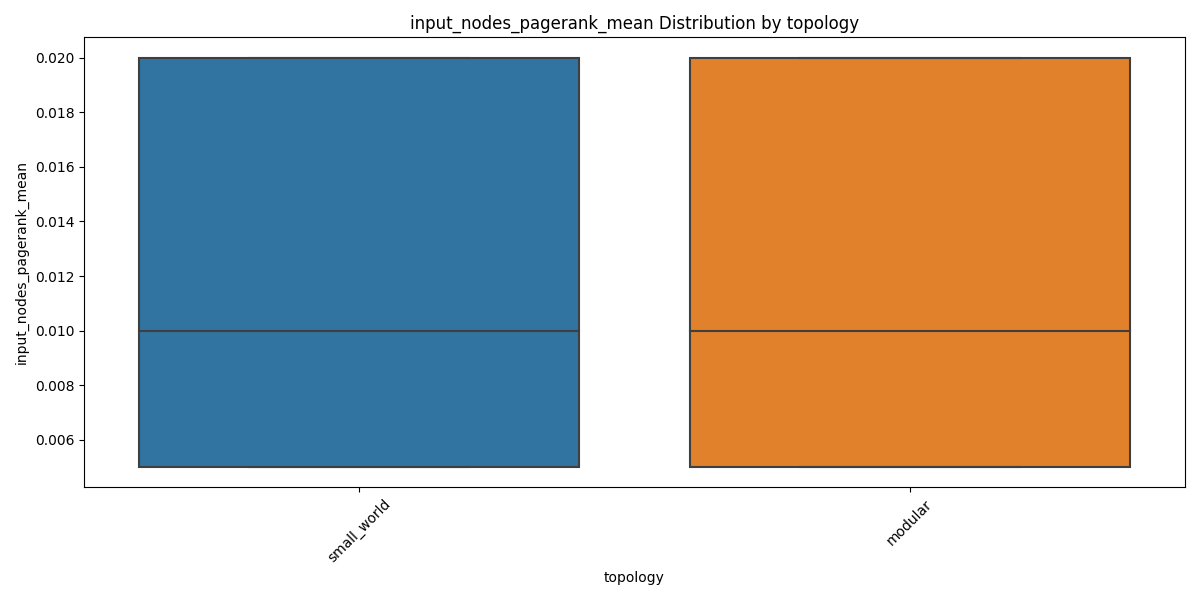 input_nodes_pagerank_mean Distribution by topology
input_nodes_pagerank_mean
0.020
0.018
0.016
0.014
0.012
0.010
0.008
0.006
small_world
modular
topology